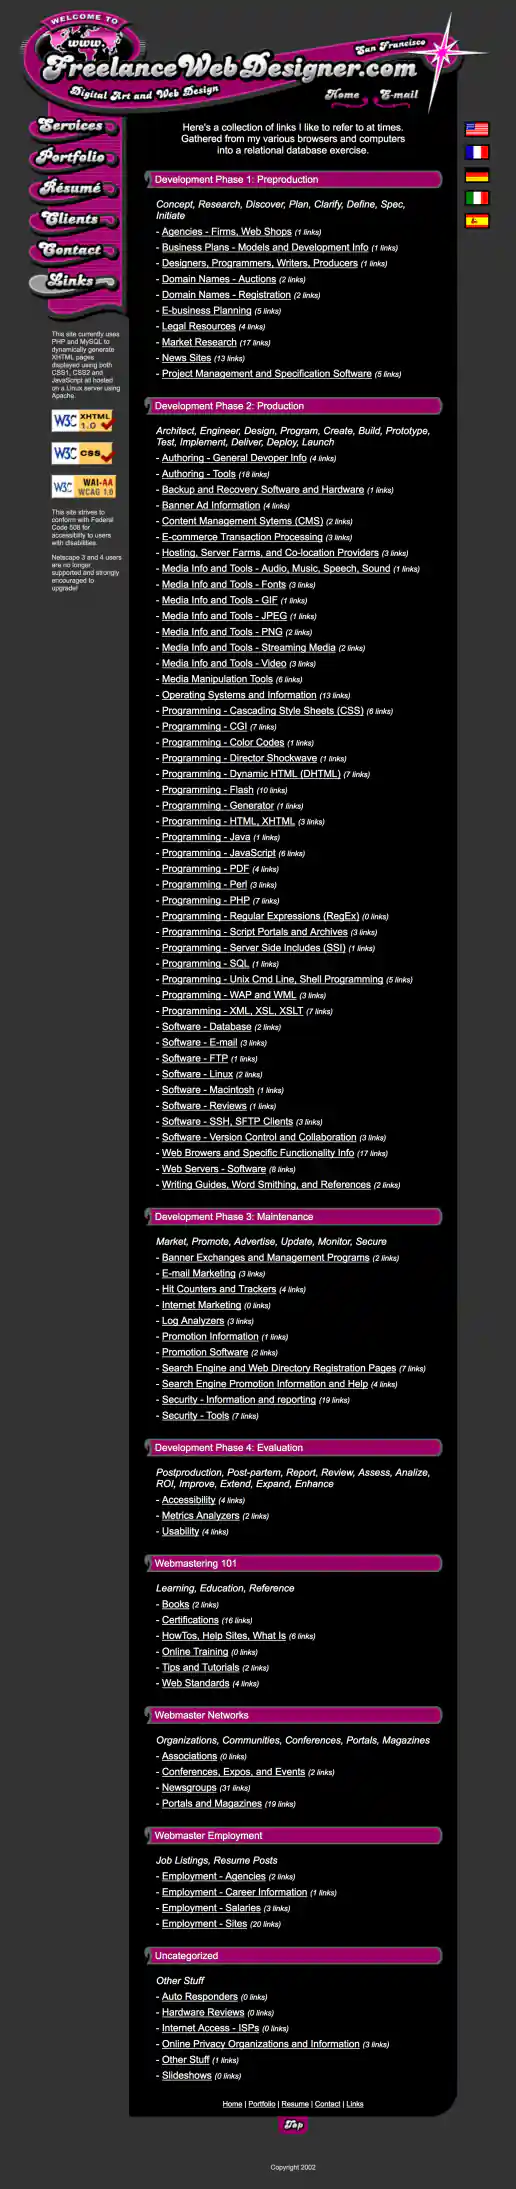 WELCOME TO
www.
FreelanceWebDesigner.com
San Francisco
Digital Art and Web Design
Home E-mail
Services
Portfolio
Résumé
Clients
Contact
Links
This site currently uses
PHP and MySQL to
dynamically generate
XHTML pages
displayed using both
CSS1, CSS2 and
JavaScript all hosted
on a Linux server using
Apache.
W3C XHTML 1.0
W3C CSS
W3C WAI-AA WCAG 1.0
This site strives to
conform with Federal
Code 508 for
accessibility to users
with disabilities.
Netscape 3 and 4 users
are no longer
supported and strongly
encouraged to
upgrade!
Here's a collection of links I like to refer to at times.
Gathered from my various browsers and computers
into a relational database exercise.
Development Phase 1: Preproduction
Concept, Research, Discover, Plan, Clarify, Define, Spec,
Initiate
- Agencies - Firms, Web Shops (1 links)
- Business Plans - Models and Development Info (1 links)
- Designers, Programmers, Writers, Producers (1 links)
- Domain Names - Auctions (2 links)
- Domain Names - Registration (2 links)
- E-business Planning (5 links)
- Legal Resources (4 links)
- Market Research (17 links)
- News Sites (13 links)
- Project Management and Specification Software (5 links)
Development Phase 2: Production
Architect, Engineer, Design, Program, Create, Build, Prototype,
Test, Implement, Deliver, Deploy, Launch
- Authoring - General Devoper Info (4 links)
- Authoring - Tools (18 links)
- Backup and Recovery Software and Hardware (1 links)
- Banner Ad Information (4 links)
- Content Management Sytems (CMS) (2 links)
- E-commerce Transaction Processing (3 links)
- Hosting, Server Farms, and Co-location Providers (3 links)
- Media Info and Tools - Audio, Music, Speech, Sound (1 links)
- Media Info and Tools - Fonts (3 links)
- Media Info and Tools - GIF (1 links)
- Media Info and Tools - JPEG (1 links)
- Media Info and Tools - PNG (2 links)
- Media Info and Tools - Streaming Media (2 links)
- Media Info and Tools - Video (3 links)
- Media Manipulation Tools (6 links)
- Operating Systems and Information (13 links)
- Programming - Cascading Style Sheets (CSS) (6 links)
- Programming - CGI (7 links)
- Programming - Color Codes (1 links)
- Programming - Director Shockwave (1 links)
- Programming - Dynamic HTML (DHTML) (7 links)
- Programming - Flash (10 links)
- Programming - Generator (1 links)
- Programming - HTML, XHTML (3 links)
- Programming - Java (1 links)
- Programming - JavaScript (6 links)
- Programming - PDF (4 links)
- Programming - Perl (3 links)
- Programming - PHP (7 links)
- Programming - Regular Expressions (RegEx) (0 links)
- Programming - Script Portals and Archives (3 links)
- Programming - Server Side Includes (SSI) (1 links)
- Programming - SQL (1 links)
- Programming - Unix Cmd Line, Shell Programming (5 links)
- Programming - WAP and WML (3 links)
- Programming - XML, XSL, XSLT (7 links)
- Software - Database (2 links)
- Software - E-mail (3 links)
- Software - FTP (1 links)
- Software - Linux (2 links)
- Software - Macintosh (1 links)
- Software - Reviews (1 links)
- Software - SSH, SFTP Clients (3 links)
- Software - Version Control and Collaboration (3 links)
- Web Browers and Specific Functionality Info (17 links)
- Web Servers - Software (8 links)
- Writing Guides, Word Smithing, and References (2 links)
Development Phase 3: Maintenance
Market, Promote, Advertise, Update, Monitor, Secure
- Banner Exchanges and Management Programs (2 links)
- E-mail Marketing (3 links)
- Hit Counters and Trackers (4 links)
- Internet Marketing (0 links)
- Log Analyzers (3 links)
- Promotion Information (1 links)
- Promotion Software (2 links)
- Search Engine and Web Directory Registration Pages (7 links)
- Search Engine Promotion Information and Help (4 links)
- Security - Information and reporting (19 links)
- Security - Tools (7 links)
Development Phase 4: Evaluation
Postproduction, Post-partem, Report, Review, Assess, Analize,
ROI, Improve, Extend, Expand, Enhance
- Accessibility (4 links)
- Metrics Analyzers (2 links)
- Usability (4 links)
Webmastering 101
Learning, Education, Reference
- Books (2 links)
- Certifications (16 links)
- HowTos, Help Sites, What Is (6 links)
- Online Training (0 links)
- Tips and Tutorials (2 links)
- Web Standards (4 links)
Webmaster Networks
Organizations, Communities, Conferences, Portals, Magazines
- Associations (0 links)
- Conferences, Expos, and Events (2 links)
- Newsgroups (31 links)
- Portals and Magazines (19 links)
Webmaster Employment
Job Listings, Resume Posts
- Employment - Agencies (2 links)
- Employment - Career Information (1 links)
- Employment - Salaries (3 links)
- Employment - Sites (20 links)
Uncategorized
Other Stuff
- Auto Responders (0 links)
- Hardware Reviews (0 links)
- Internet Access - ISPs (0 links)
- Online Privacy Organizations and Information (3 links)
- Other Stuff (1 links)
- Slideshows (0 links)
Home | Portfolio | Resume | Contact | Links
Top
Copyright 2002